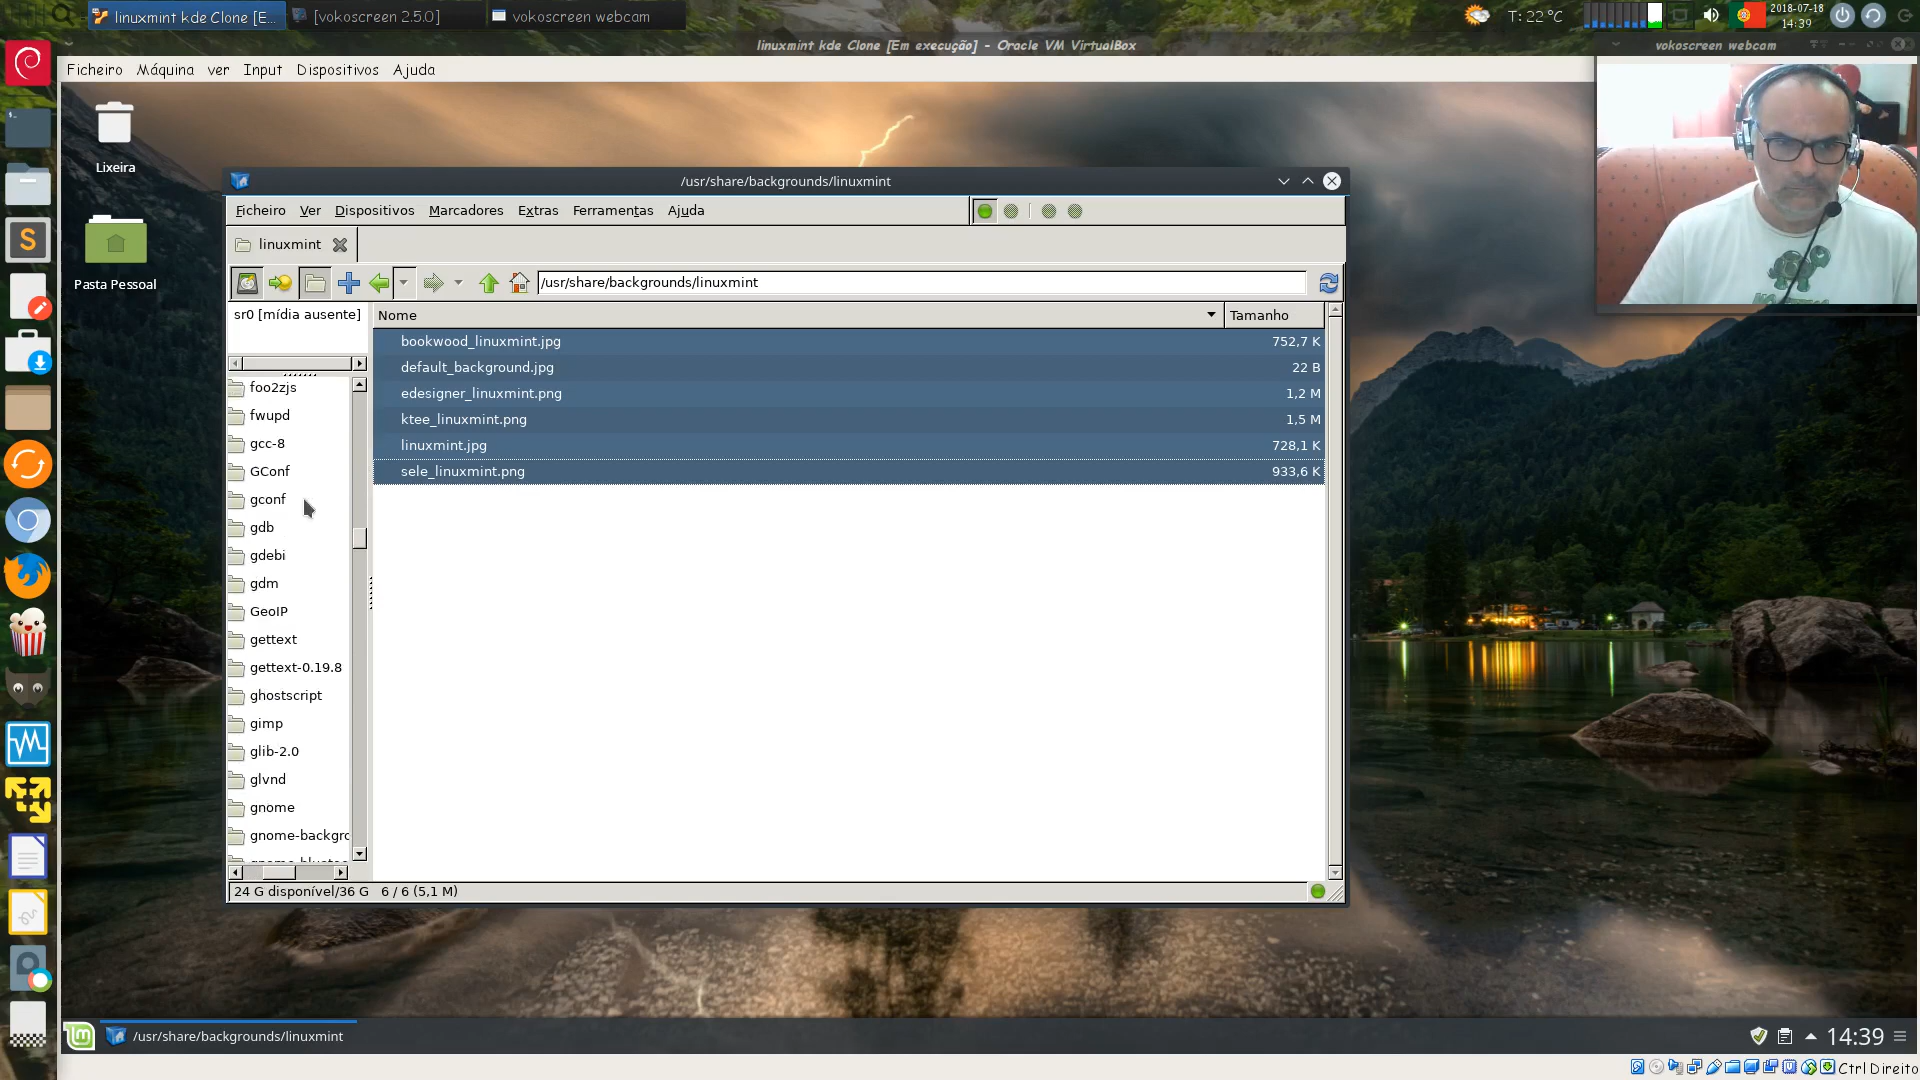 linuxmint kde Clone [E...
[vokoscreen 2.5.0]
vokoscreen webcam
T: 22 °C
2018-07-18
14:39
linuxmint kde Clone [Em execução] - Oracle VM VirtualBox
vokoscreen webcam
Ficheiro Máquina ver Input Dispositivos Ajuda
Lixeira
Pasta Pessoal
/usr/share/backgrounds/linuxmint
Ficheiro Ver Dispositivos Marcadores Extras Ferramentas Ajuda
linuxmint
/usr/share/backgrounds/linuxmint
sr0 [mídia ausente]
Nome Tamanho
bookwood_linuxmint.jpg 752,7 K
default_background.jpg 22 B
edesigner_linuxmint.png 1,2 M
ktee_linuxmint.png 1,5 M
linuxmint.jpg 728,1 K
sele_linuxmint.png 933,6 K
foo2zjs
fwupd
gcc-8
GConf
gconf
gdb
gdebi
gdm
GeoIP
gettext
gettext-0.19.8
ghostscript
gimp
glib-2.0
glvnd
gnome
gnome-backgro
24 G disponível/36 G 6 / 6 (5,1 M)
/usr/share/backgrounds/linuxmint
14:39
Ctrl Direito